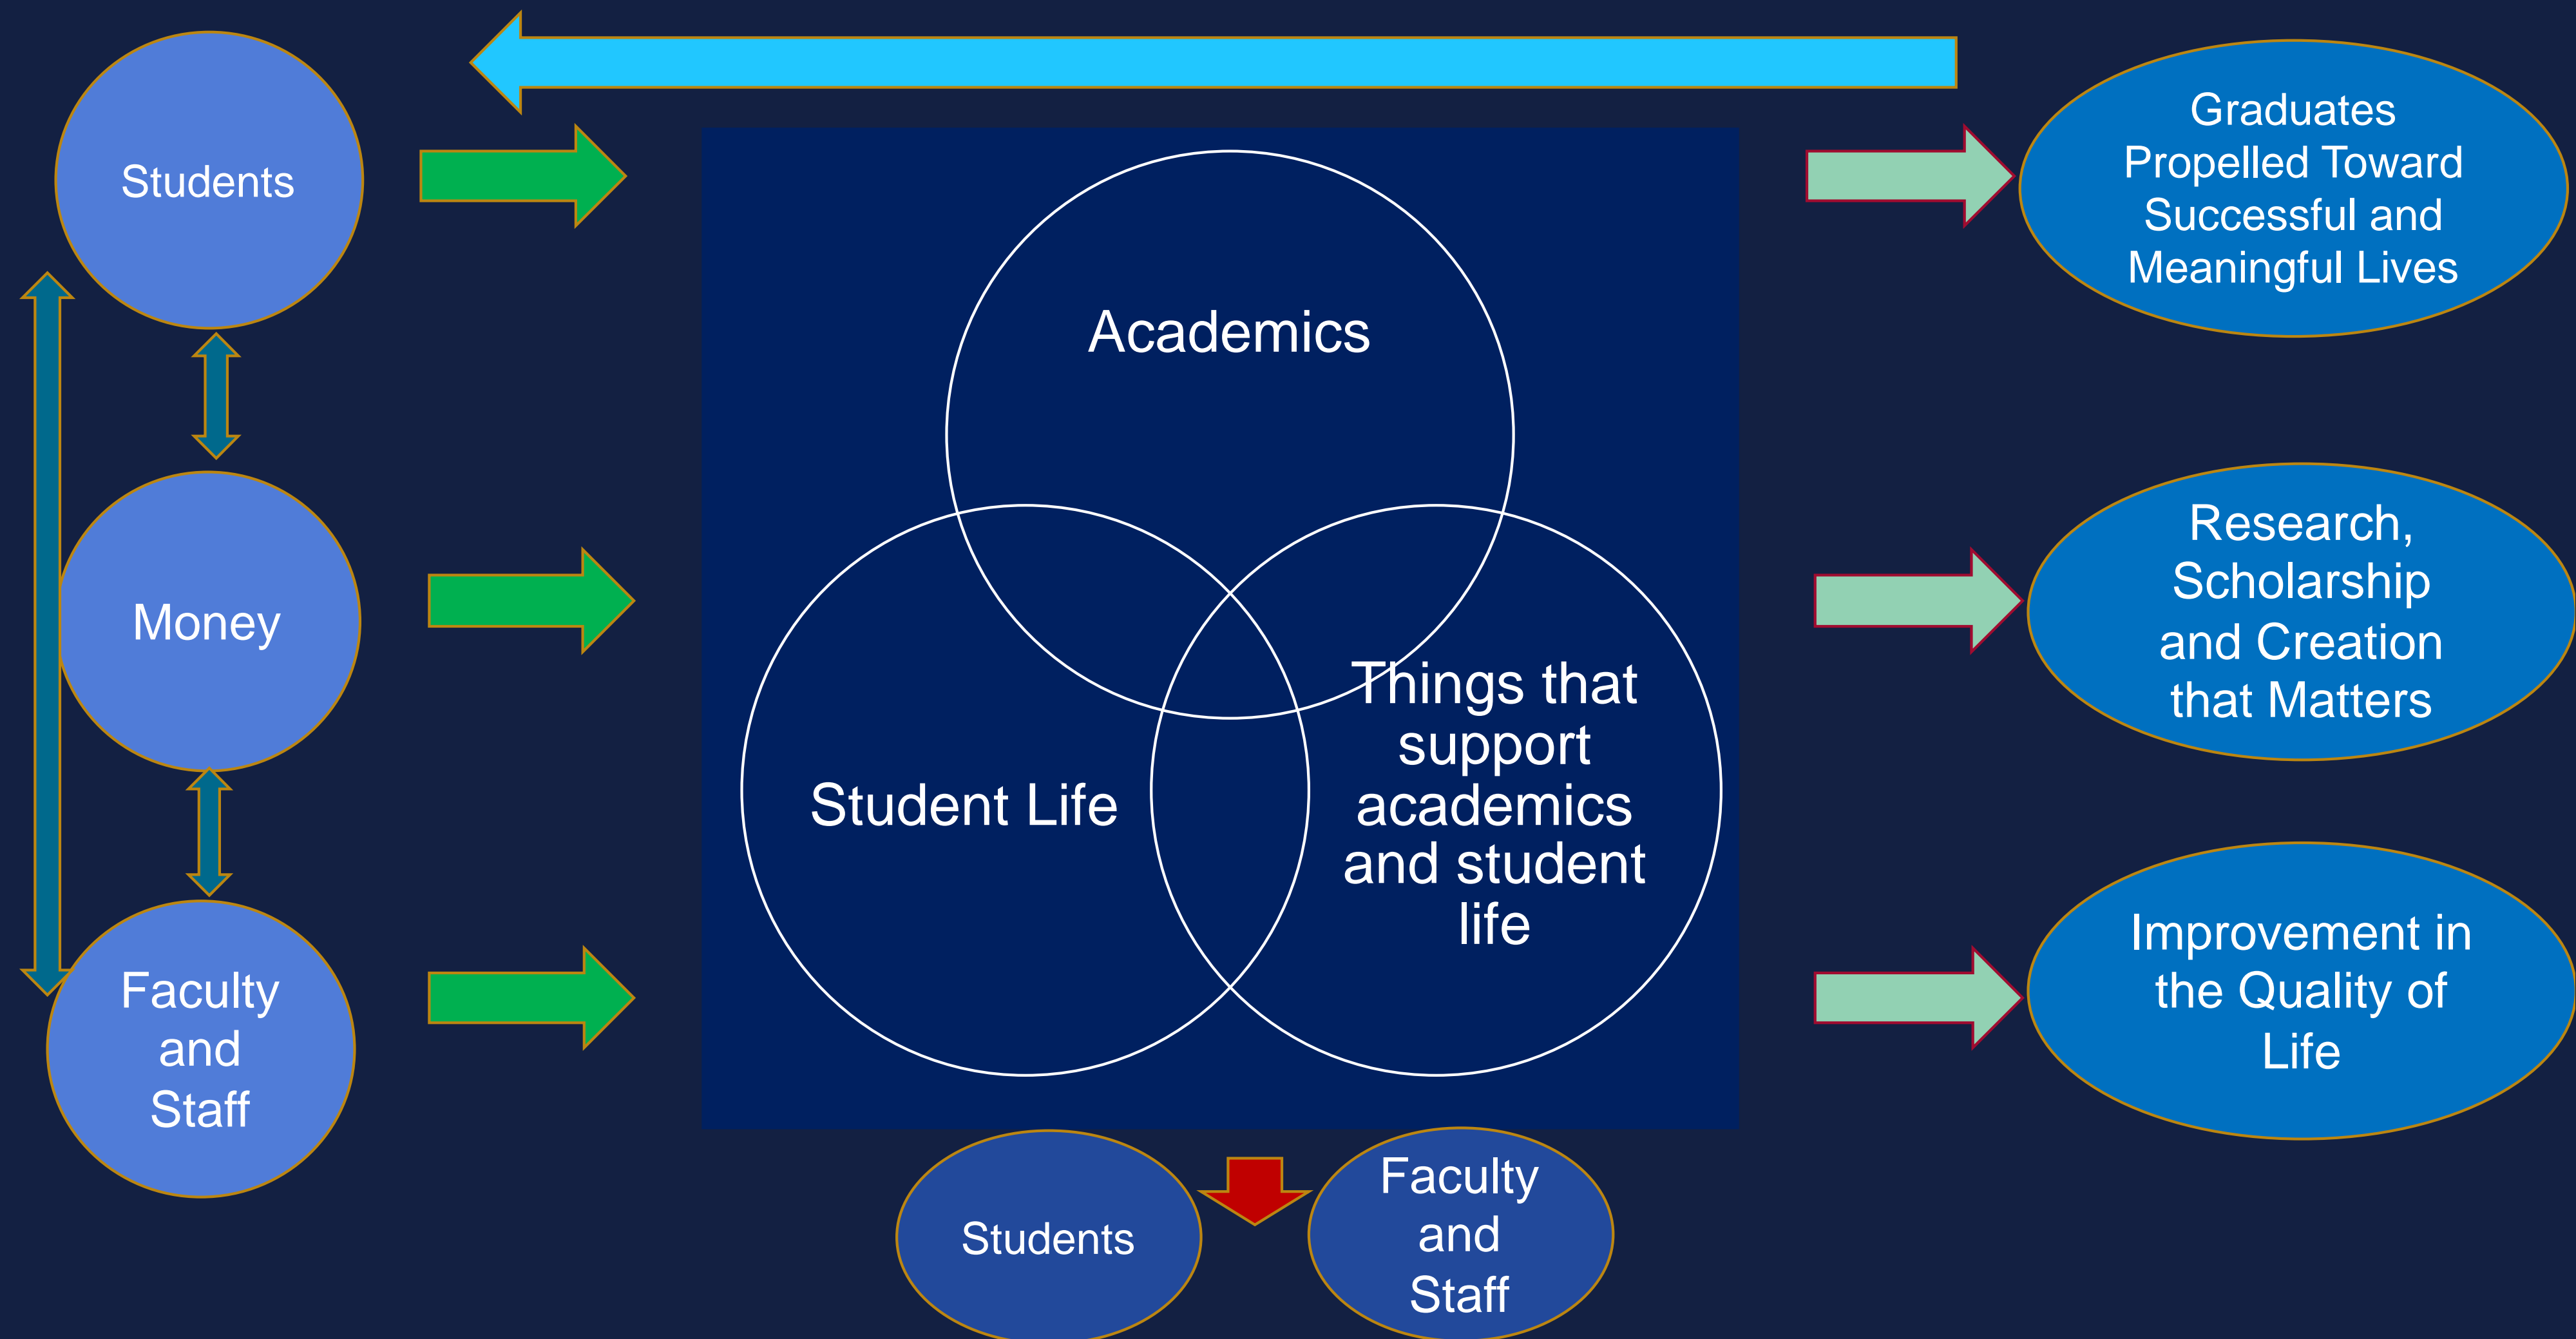 Students
Money
Faculty
and
Staff
Academics
Student Life
Things that
support
academics
and student
life
Graduates
Propelled Toward
Successful and
Meaningful Lives
Research,
Scholarship
and Creation
that Matters
Improvement in
the Quality of
Life
Students
Faculty
and
Staff